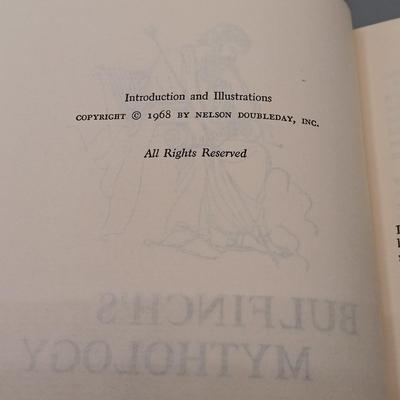 Introduction and Illustrations
COPYRIGHT © 1968 BY NELSON DOUBLEDAY, INC.
All Rights Reserved
BULFINCH'S
MYTHOLOGY